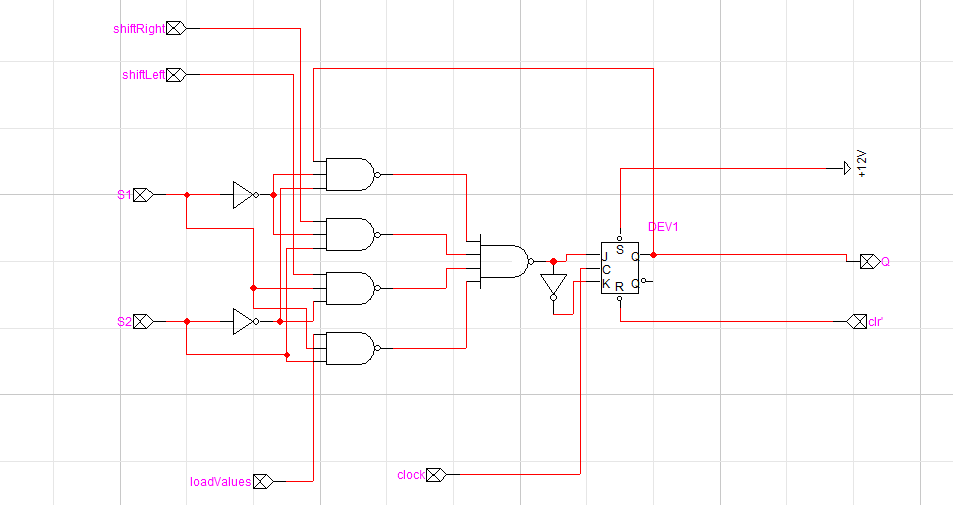 shiftRight
shiftLeft
+12V
S1
DEV1
S
J Q
C
K R Q
Q
S2
clr'
clock
loadValues